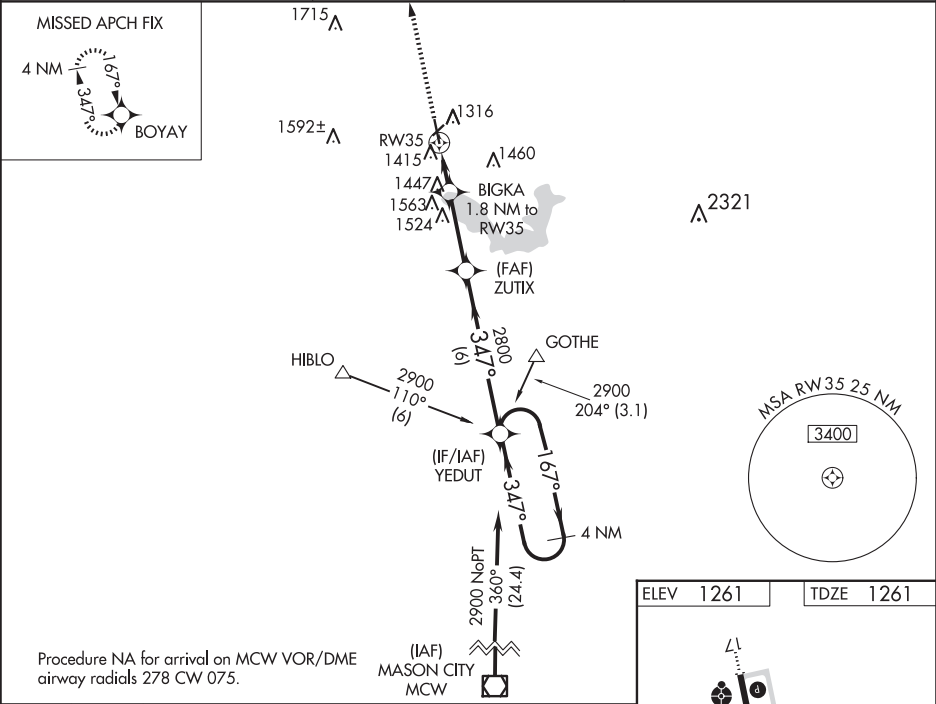 MISSED APCH FIX
4 NM
167°
347°
BOYAY
1715
1592±
1316
RW35
1415
1460
1447
1563
1524
BIGKA
1.8 NM to
RW35
2321
(FAF)
ZUTIX
2800
347°
(6)
HIBLO
2900
110°
(6)
GOTHE
2900
204° (3.1)
(IF/IAF)
YEDUT
167°
347°
4 NM
2900 NoPT
360°
(24.4)
(IAF)
MASON CITY
MCW
MSA RW35 25 NM
3400
Procedure NA for arrival on MCW VOR/DME
airway radials 278 CW 075.
ELEV 1261
TDZE 1261
17
P